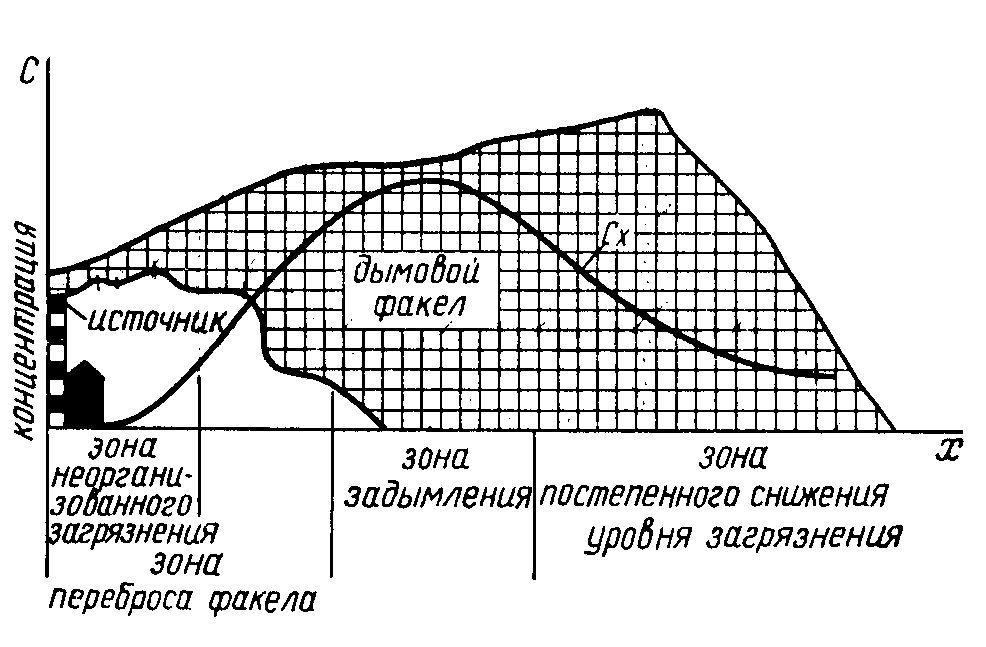 С
концентрация
источник
дымовой
факел
Сх
x
зона
неоргани-
зованного
загрязнения
зона
переброса факела
зона
задымления
зона
постепенного снижения
уровня загрязнения